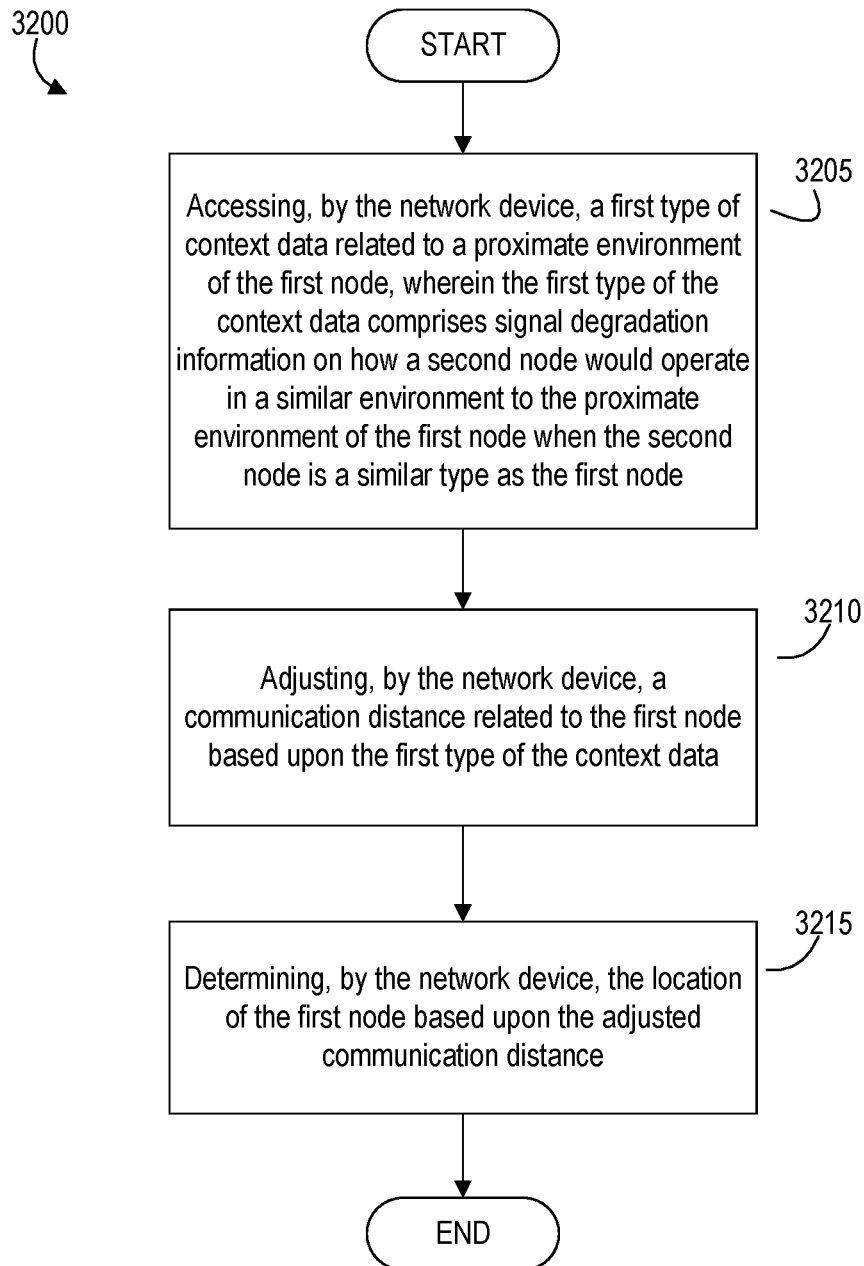 3200
START
3205
Accessing, by the network device, a first type of
context data related to a proximate environment
of the first node, wherein the first type of the
context data comprises signal degradation
information on how a second node would operate
in a similar environment to the proximate
environment of the first node when the second
node is a similar type as the first node
3210
Adjusting, by the network device, a
communication distance related to the first node
based upon the first type of the context data
3215
Determining, by the network device, the location
of the first node based upon the adjusted
communication distance
END